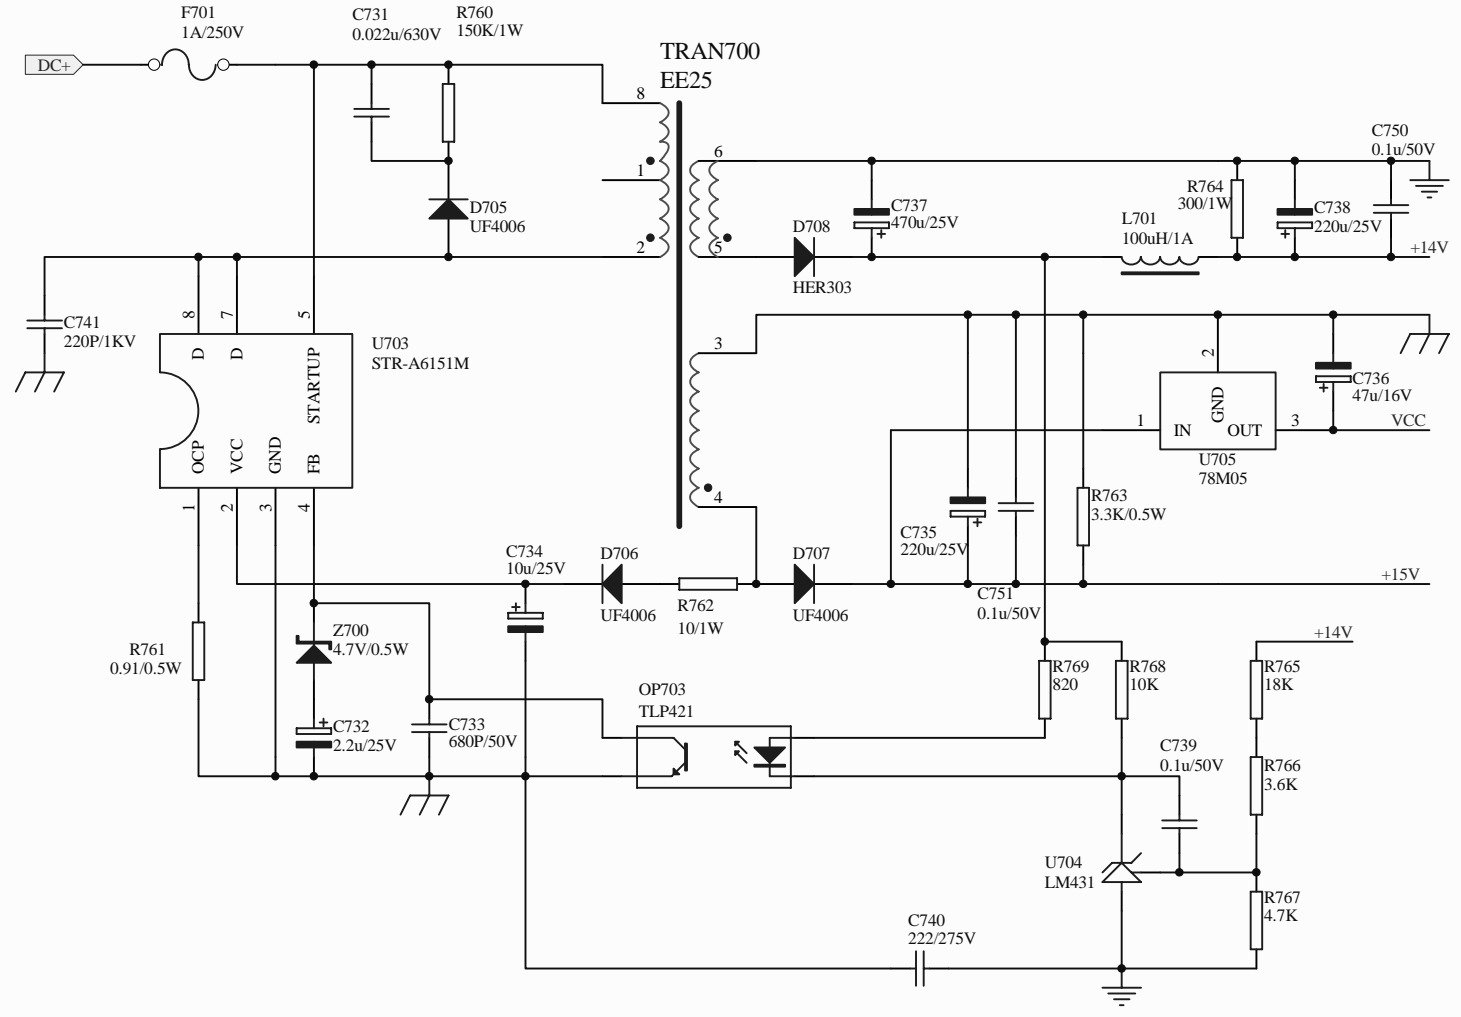 F701
1A/250V
C731
0.022u/630V
R760
150K/1W
DC+
TRAN700
EE25
8
1
2
6
5
3
4
D705
UF4006
C741
220P/1KV
8
7
5
D
D
STARTUP
OCP
VCC
GND
FB
1
2
3
4
U703
STR-A6151M
D708
HER303
C737
470u/25V
L701
100uH/1A
R764
300/1W
C738
220u/25V
C750
0.1u/50V
+14V
2
GND
1
IN
OUT
3
U705
78M05
C736
47u/16V
VCC
R763
3.3K/0.5W
C735
220u/25V
C751
0.1u/50V
+15V
C734
10u/25V
D706
UF4006
R762
10/1W
D707
UF4006
R761
0.91/0.5W
Z700
4.7V/0.5W
C732
2.2u/25V
C733
680P/50V
OP703
TLP421
R769
820
R768
10K
+14V
R765
18K
C739
0.1u/50V
R766
3.6K
U704
LM431
R767
4.7K
C740
222/275V